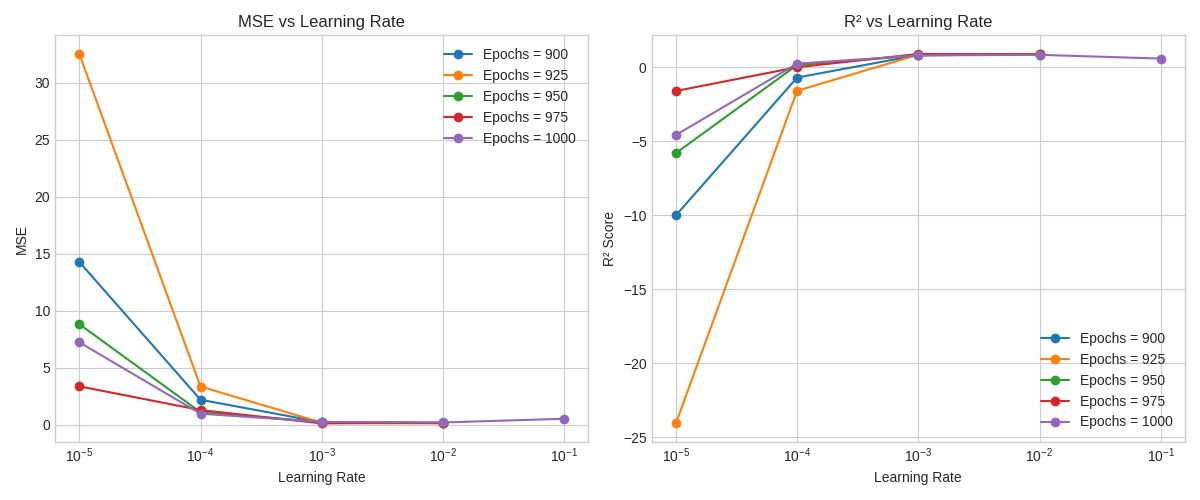 MSE vs Learning Rate
MSE
30
25
20
15
10
5
0
10⁻⁵
10⁻⁴
10⁻³
10⁻²
10⁻¹
Learning Rate
Epochs = 900
Epochs = 925
Epochs = 950
Epochs = 975
Epochs = 1000
R² vs Learning Rate
R² Score
0
−5
−10
−15
−20
−25
10⁻⁵
10⁻⁴
10⁻³
10⁻²
10⁻¹
Learning Rate
Epochs = 900
Epochs = 925
Epochs = 950
Epochs = 975
Epochs = 1000